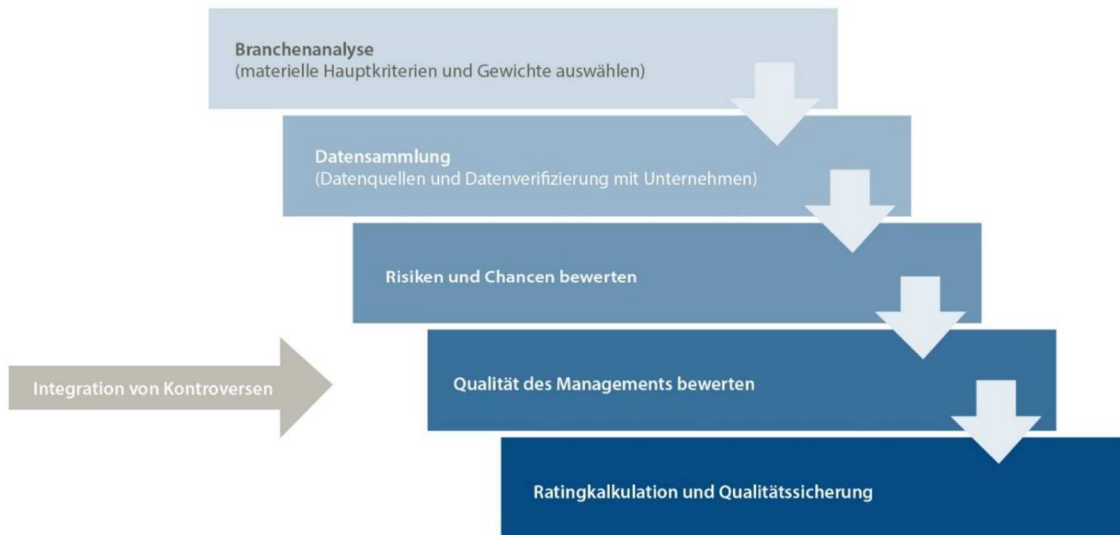 Branchenanalyse
(materielle Hauptkriterien und Gewichte auswählen)
Datensammlung
(Datenquellen und Datenverifizierung mit Unternehmen)
Risiken und Chancen bewerten
Integration von Kontroversen
Qualität des Managements bewerten
Ratingkalkulation und Qualitätssicherung